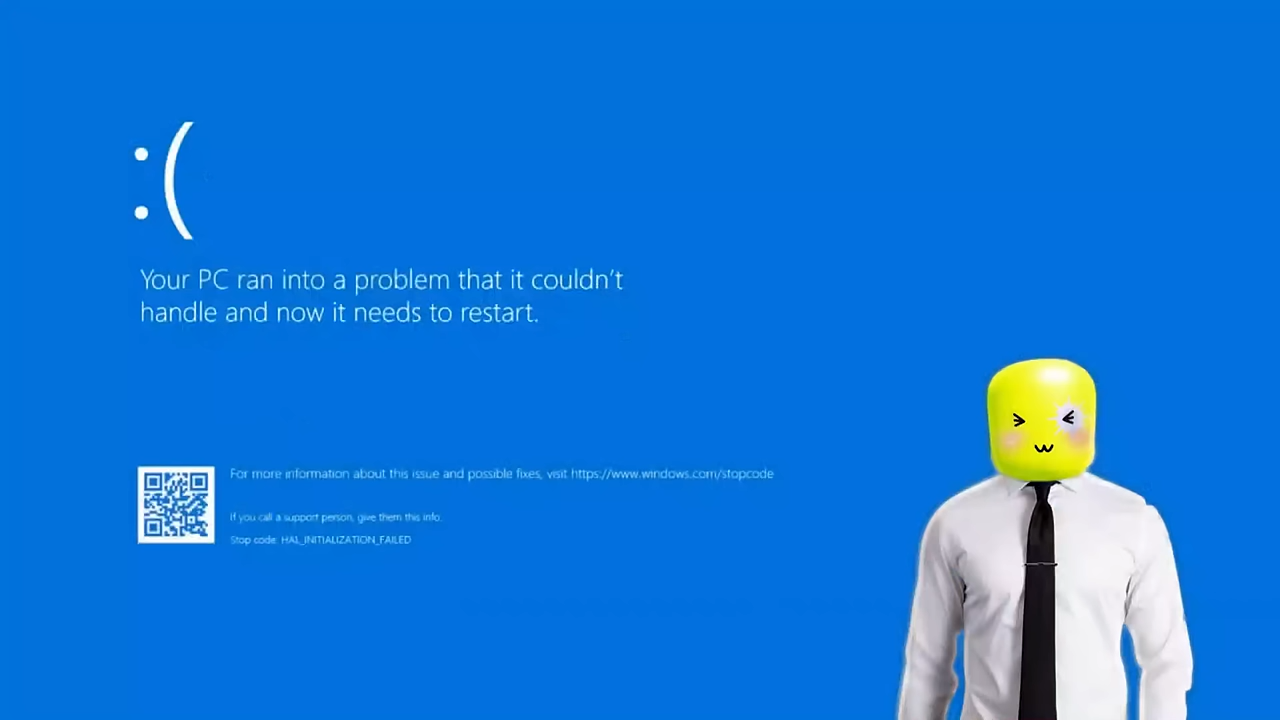 :(
Your PC ran into a problem that it couldn't
handle and now it needs to restart.
For more information about this issue and possible fixes, visit https://www.windows.com/stopcode
If you call a support person, give them this info.
Stop code: HAL_INITIALIZATION_FAILED